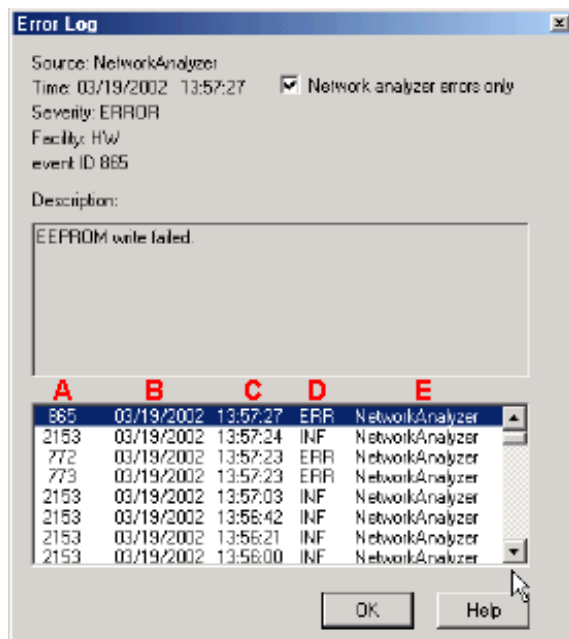 Error Log
Source: NetworkAnalyzer
Time: 03/19/2002 13:57:27
Network analyzer errors only
Severity: ERROR
Facility: HW
event ID 865
Description:
EEPROM write failed.
A B C D E
865 03/19/2002 13:57:27 ERR NetworkAnalyzer
2153 03/19/2002 13:57:24 INF NetworkAnalyzer
772 03/19/2002 13:57:23 ERR NetworkAnalyzer
773 03/19/2002 13:57:23 ERR NetworkAnalyzer
2153 03/19/2002 13:57:03 INF NetworkAnalyzer
2153 03/19/2002 13:56:42 INF NetworkAnalyzer
2153 03/19/2002 13:56:21 INF NetworkAnalyzer
2153 03/19/2002 13:56:00 INF NetworkAnalyzer
OK Help